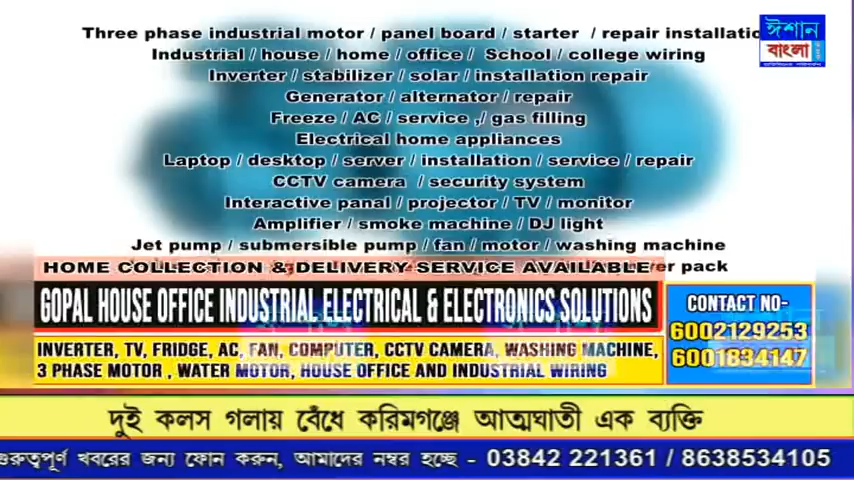 Three phase industrial motor / panel board / starter / repair installatio
ঈশান
বাংলা
Industrial / house / home / office / School / college wiring
Inverter / stabilizer / solar / installation repair
Generator / alternator / repair
Freeze / AC / service ,/ gas filling
Electrical home appliances
Laptop / desktop / server / installation / service / repair
CCTV camera / security system
Interactive panal / projector / TV / monitor
Amplifier / smoke machine / DJ light
Jet pump / submersible pump / fan / motor / washing machine
HOME COLLECTION & DELIVERY SERVICE AVAILABLE
pack
GOPAL HOUSE OFFICE INDUSTRIAL ELECTRICAL & ELECTRONICS SOLUTIONS
INVERTER, TV, FRIDGE, AC, FAN, COMPUTER, CCTV CAMERA, WASHING MACHINE,
3 PHASE MOTOR , WATER MOTOR, HOUSE OFFICE AND INDUSTRIAL WIRING
CONTACT NO-
6002129253
6001834147
দুই কলস গলায় বেঁধে করিমগঞ্জে আত্মঘাতী এক ব্যক্তি
গুরুত্বপূর্ণ খবরের জন্য ফোন করুন, আমাদের নম্বর হচ্ছে - 03842 221361 / 8638534105